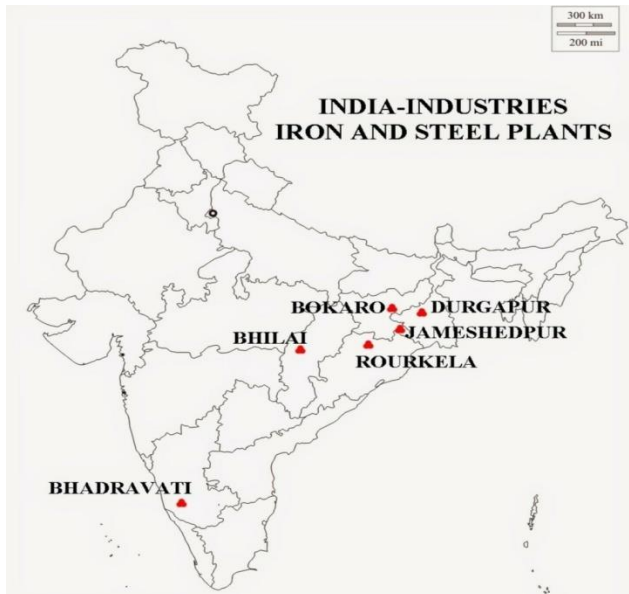 300 km
200 mi
INDIA-INDUSTRIES
IRON AND STEEL PLANTS
BOKARO
DURGAPUR
JAMESHEDPUR
BHILAI
ROURKELA
BHADRAVATI